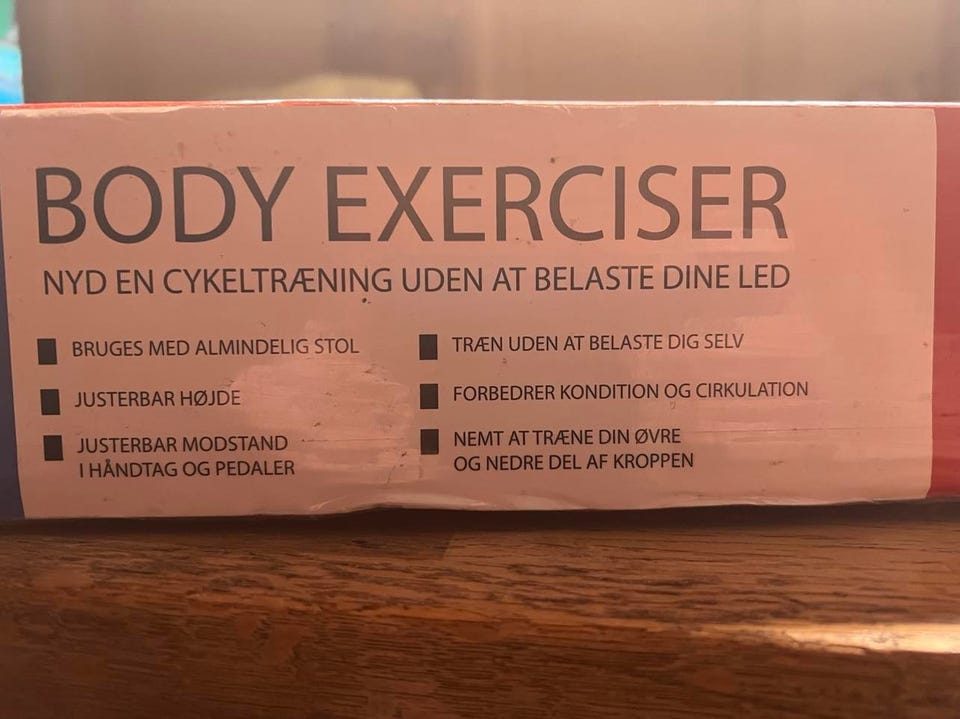 BODY EXERCISER
NYD EN CYKELTRÆNING UDEN AT BELASTE DINE LED
BRUGES MED ALMINDELIG STOL
JUSTERBAR HØJDE
JUSTERBAR MODSTAND
I HÅNDTAG OG PEDALER
TRÆN UDEN AT BELASTE DIG SELV
FORBEDRER KONDITION OG CIRKULATION
NEMT AT TRÆNE DIN ØVRE
OG NEDRE DEL AF KROPPEN